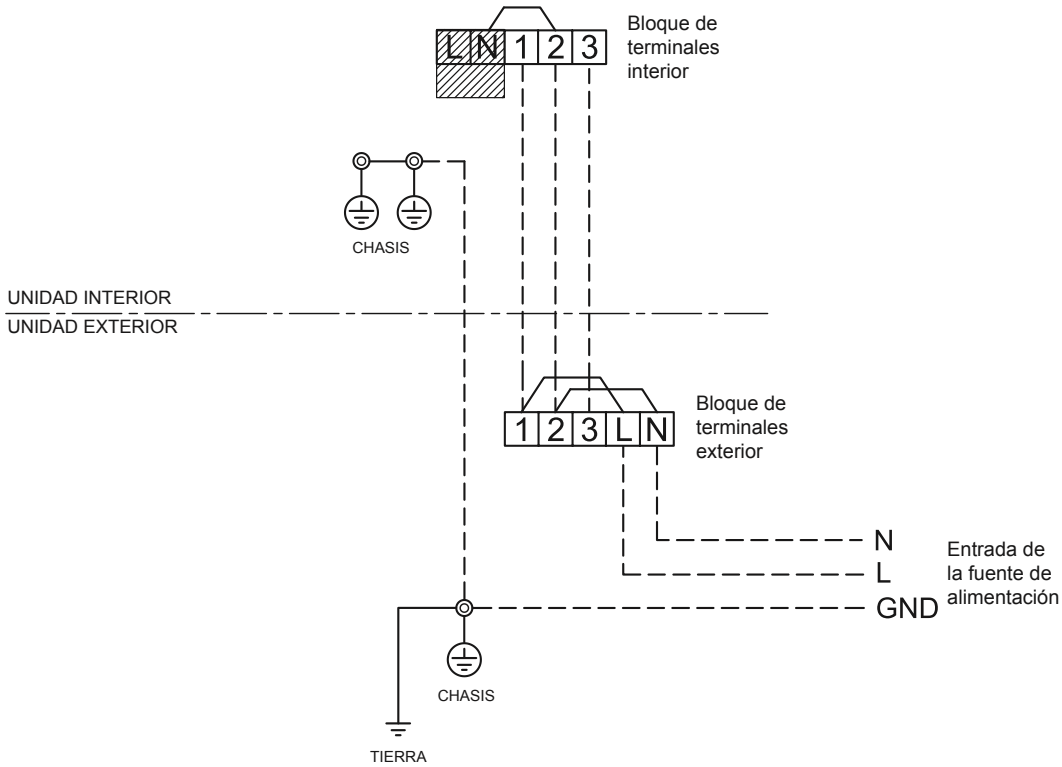 Bloque de
terminales
interior
L N 1 2 3
CHASIS
UNIDAD INTERIOR
UNIDAD EXTERIOR
Bloque de
terminales
exterior
1 2 3 L N
N
L
GND
Entrada de
la fuente de
alimentación
CHASIS
TIERRA